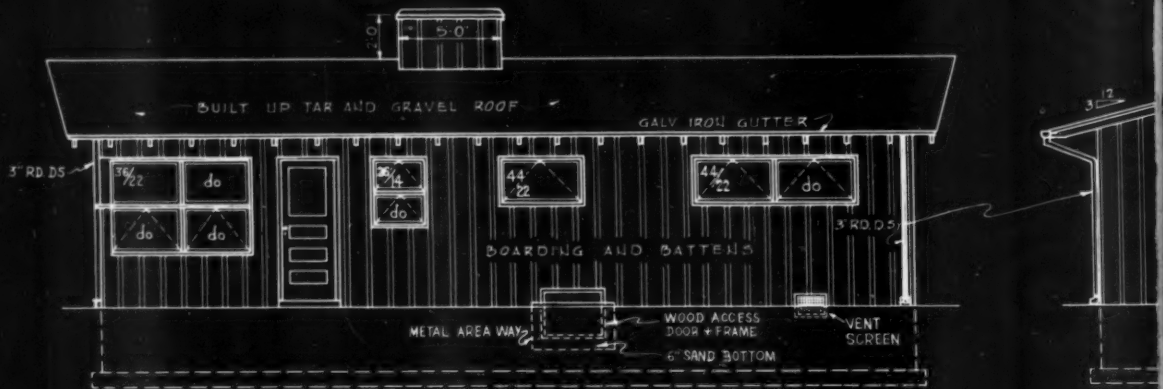 2'.0"
5'-0"
BUILT UP TAR AND GRAVEL ROOF
GALV IRON GUTTER
12
3
3" RD. DS
36/22
do
do
do
26/14
do
44/22
44/22
do
3" RD. D.S.
BOARDING AND BATTENS
METAL AREA WAY
WOOD ACCESS
DOOR + FRAME
6" SAND BOTTOM
VENT
SCREEN